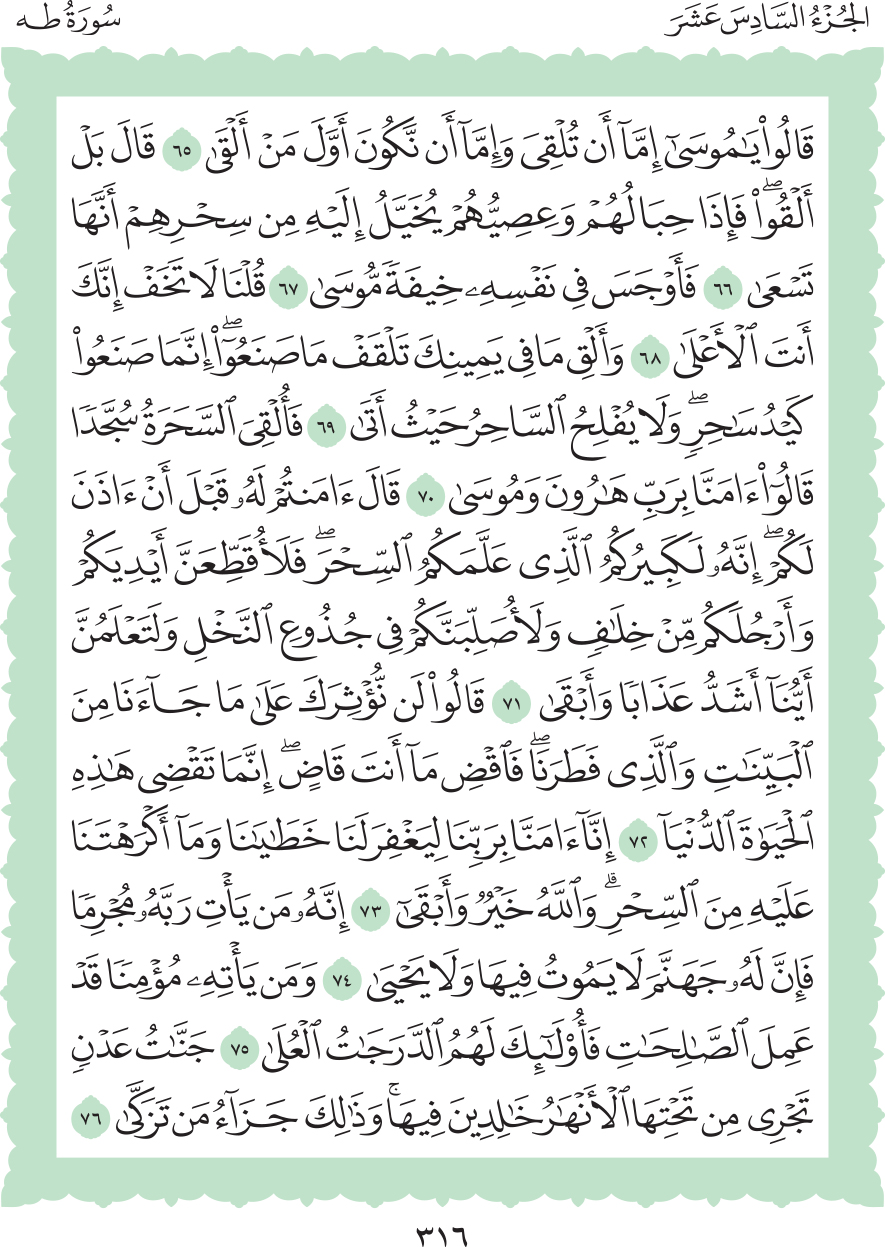 الجُزْءُ السَّادِسَ عَشَرَ
سُورَةُ طه
قَالُوا۟ يَـٰمُوسَىٰٓ إِمَّآ أَن تُلْقِىَ وَإِمَّآ أَن نَّكُونَ أَوَّلَ مَنْ أَلْقَىٰ ٦٥ قَالَ بَلْ
أَلْقُوا۟ۖ فَإِذَا حِبَالُهُمْ وَعِصِيُّهُمْ يُخَيَّلُ إِلَيْهِ مِن سِحْرِهِمْ أَنَّهَا
تَسْعَىٰ ٦٦ فَأَوْجَسَ فِى نَفْسِهِۦ خِيفَةً مُّوسَىٰ ٦٧ قُلْنَا لَا تَخَفْ إِنَّكَ
أَنتَ ٱلْأَعْلَىٰ ٦٨ وَأَلْقِ مَا فِى يَمِينِكَ تَلْقَفْ مَا صَنَعُوٓا۟ۖ إِنَّمَا صَنَعُوا۟
كَيْدُ سَـٰحِرٍۖ وَلَا يُفْلِحُ ٱلسَّاحِرُ حَيْثُ أَتَىٰ ٦٩ فَأُلْقِىَ ٱلسَّحَرَةُ سُجَّدًا
قَالُوٓا۟ ءَامَنَّا بِرَبِّ هَـٰرُونَ وَمُوسَىٰ ٧٠ قَالَ ءَامَنتُمْ لَهُۥ قَبْلَ أَنْ ءَاذَنَ
لَكُمْۖ إِنَّهُۥ لَكَبِيرُكُمُ ٱلَّذِى عَلَّمَكُمُ ٱلسِّحْرَۖ فَلَأُقَطِّعَنَّ أَيْدِيَكُمْ
وَأَرْجُلَكُم مِّنْ خِلَـٰفٍ وَلَأُصَلِّبَنَّكُمْ فِى جُذُوعِ ٱلنَّخْلِ وَلَتَعْلَمُنَّ
أَيُّنَآ أَشَدُّ عَذَابًا وَأَبْقَىٰ ٧١ قَالُوا۟ لَن نُّؤْثِرَكَ عَلَىٰ مَا جَآءَنَا مِنَ
ٱلْبَيِّنَـٰتِ وَٱلَّذِى فَطَرَنَاۖ فَٱقْضِ مَآ أَنتَ قَاضٍۖ إِنَّمَا تَقْضِى هَـٰذِهِ
ٱلْحَيَوٰةَ ٱلدُّنْيَآ ٧٢ إِنَّآ ءَامَنَّا بِرَبِّنَا لِيَغْفِرَ لَنَا خَطَـٰيَـٰنَا وَمَآ أَكْرَهْتَنَا
عَلَيْهِ مِنَ ٱلسِّحْرِۗ وَٱللَّهُ خَيْرٌ وَأَبْقَىٰٓ ٧٣ إِنَّهُۥ مَن يَأْتِ رَبَّهُۥ مُجْرِمًا
فَإِنَّ لَهُۥ جَهَنَّمَ لَا يَمُوتُ فِيهَا وَلَا يَحْيَىٰ ٧٤ وَمَن يَأْتِهِۦ مُؤْمِنًا قَدْ
عَمِلَ ٱلصَّـٰلِحَـٰتِ فَأُو۟لَـٰٓئِكَ لَهُمُ ٱلدَّرَجَـٰتُ ٱلْعُلَىٰ ٧٥ جَنَّـٰتُ عَدْنٍ
تَجْرِى مِن تَحْتِهَا ٱلْأَنْهَـٰرُ خَـٰلِدِينَ فِيهَاۚ وَذَٰلِكَ جَزَآءُ مَن تَزَكَّىٰ ٧٦
٣١٦